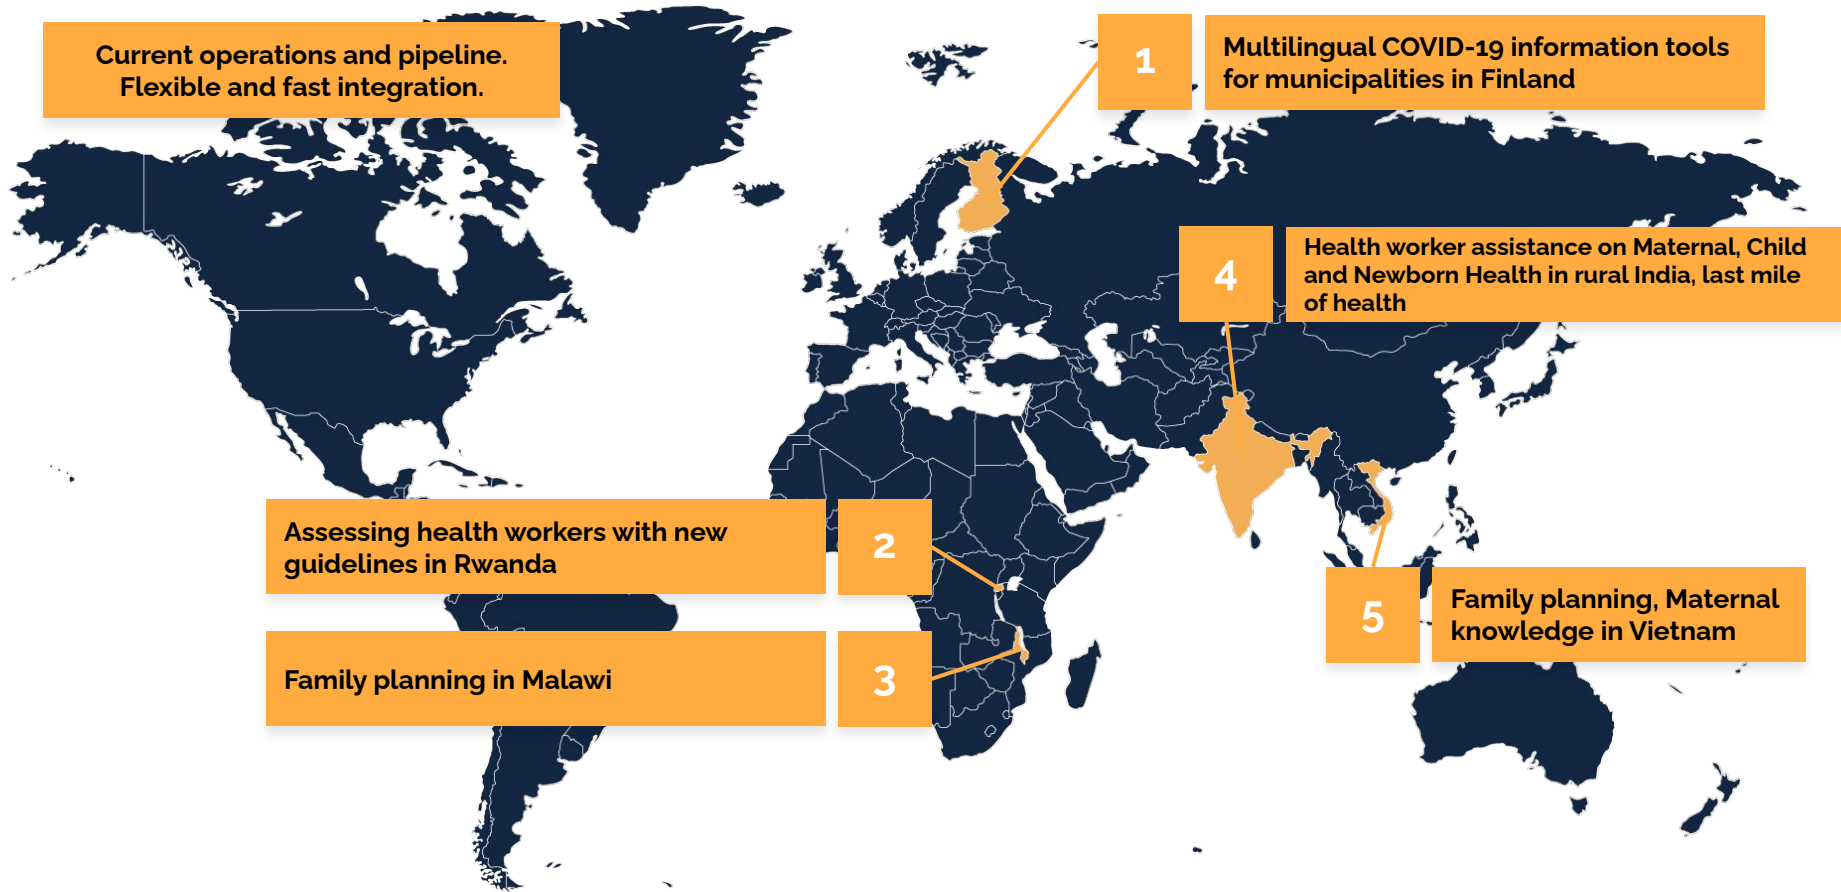 Current operations and pipeline.
Flexible and fast integration.
1
Multilingual COVID-19 information tools
for municipalities in Finland
4
Health worker assistance on Maternal, Child
and Newborn Health in rural India, last mile
of health
2
Assessing health workers with new
guidelines in Rwanda
5
Family planning, Maternal
knowledge in Vietnam
3
Family planning in Malawi